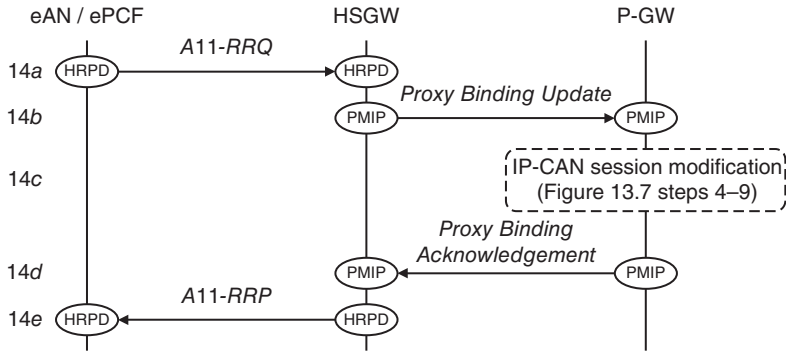 eAN / ePCF HSGW P-GW
A11-RRQ
14a HRPD HRPD
Proxy Binding Update
14b PMIP PMIP
IP-CAN session modification
14c (Figure 13.7 steps 4–9)
Proxy Binding
Acknowledgement
14d PMIP PMIP
A11-RRP
14e HRPD HRPD